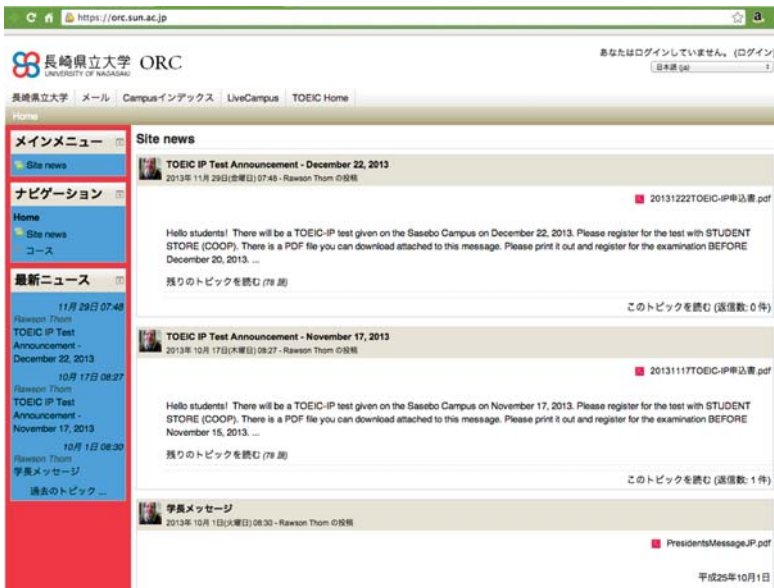 https://orc.sun.ac.jp
長崎県立大学 ORC
UNIVERSITY OF NAGASAKI
あなたはログインしていません。 (ログイン)
日本語 (ja)
長崎県立大学 メール Campusインデックス LiveCampus TOEIC Home
Home
メインメニュー
Site news
ナビゲーション
Home
Site news
コース
最新ニュース
11月 29日 07:48
Rawson Thom
TOEIC IP Test
Announcement -
December 22, 2013
10月 17日 08:27
Rawson Thom
TOEIC IP Test
Announcement -
November 17, 2013
10月 1日 08:30
Rawson Thom
学長メッセージ
過去のトピック ...
Site news
TOEIC IP Test Announcement - December 22, 2013
2013年 11月 29日(金曜日) 07:48 - Rawson Thom の投稿
20131222TOEIC-IP申込書.pdf
Hello students! There will be a TOEIC-IP test given on the Sasebo Campus on December 22, 2013. Please register for the test with STUDENT
STORE (COOP). There is a PDF file you can download attached to this message. Please print it out and register for the examination BEFORE
December 20, 2013. ...
残りのトピックを読む (78 語)
このトピックを読む (返信数: 0 件)
TOEIC IP Test Announcement - November 17, 2013
2013年 10月 17日(木曜日) 08:27 - Rawson Thom の投稿
20131117TOEIC-IP申込書.pdf
Hello students! There will be a TOEIC-IP test given on the Sasebo Campus on November 17, 2013. Please register for the test with STUDENT
STORE (COOP). There is a PDF file you can download attached to this message. Please print it out and register for the examination BEFORE
November 15, 2013. ...
残りのトピックを読む (78 語)
このトピックを読む (返信数: 1 件)
学長メッセージ
2013年 10月 1日(火曜日) 08:30 - Rawson Thom の投稿
PresidentsMessageJP.pdf
平成25年10月1日